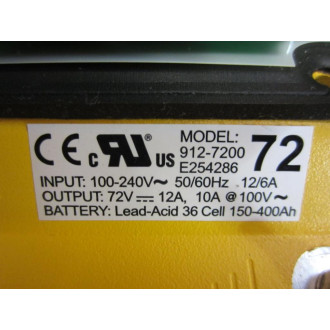 CE c RU us MODEL: 72
912-7200
E254286
INPUT: 100-240V~ 50/60Hz 12/6A
OUTPUT: 72V⎓ 12A, 10A @100V~
BATTERY: Lead-Acid 36 Cell 150-400Ah